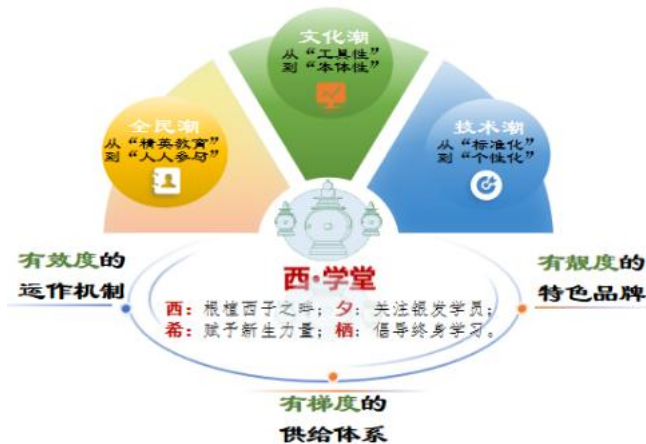 文化潮
从“工具性”
到“本体性”
全民潮
从“精英教育”
到“人人参与”
技术潮
从“标准化”
到“个性化”
西·学堂
西：根植西子之畔；夕：关注银发学员；
希：赋予新生力量；栖：倡导终身学习。
有效度的
运作机制
有靓度的
特色品牌
有梯度的
供给体系